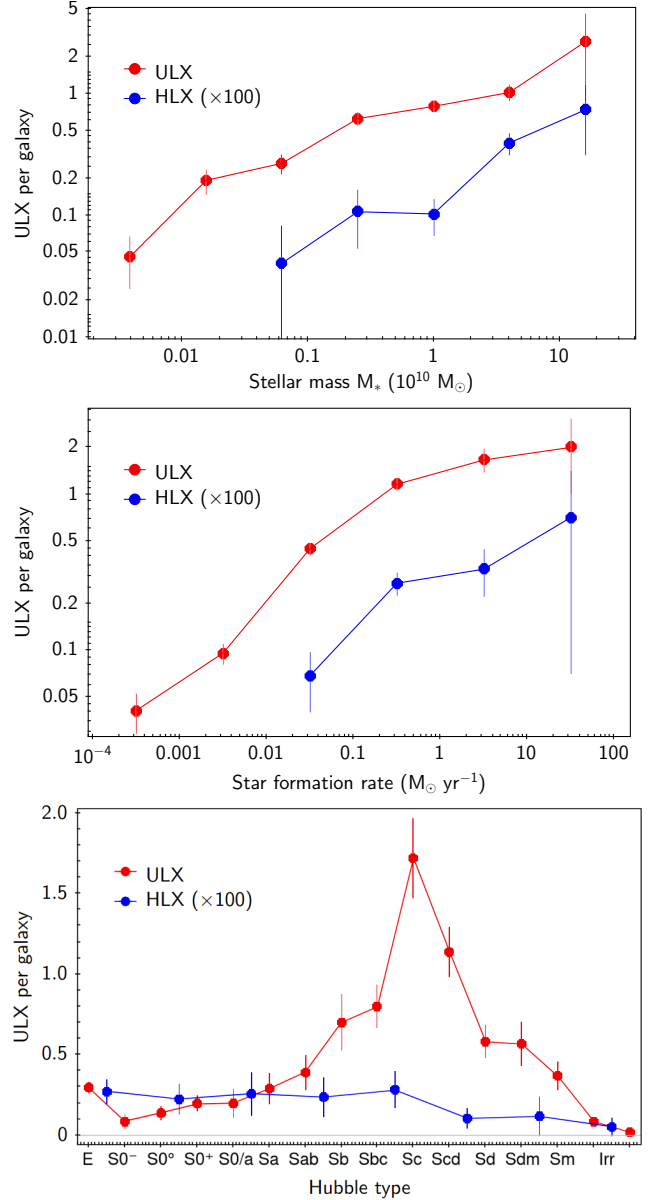 5
2
1
0.5
0.2
0.1
0.05
0.02
0.01
ULX per galaxy
ULX
HLX (×100)
0.01 0.1 1 10
Stellar mass M* (10¹⁰ M☉)
2
1
0.5
0.2
0.1
0.05
ULX per galaxy
ULX
HLX (×100)
10⁻⁴ 0.001 0.01 0.1 1 10 100
Star formation rate (M☉ yr⁻¹)
2.0
1.5
1.0
0.5
0
ULX per galaxy
ULX
HLX (×100)
E S0⁻ S0° S0⁺ S0/a Sa Sab Sb Sbc Sc Scd Sd Sdm Sm Irr
Hubble type